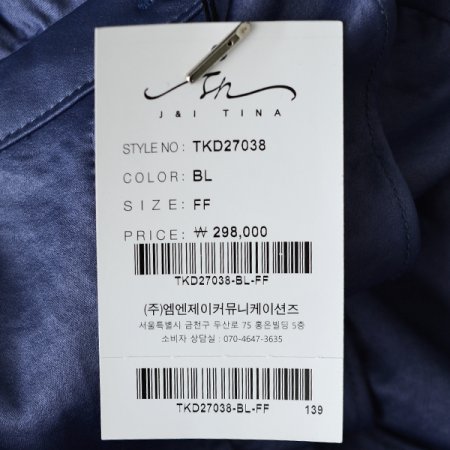 J & I TINA
STYLE NO : TKD27038
COLOR: BL
SIZE: FF
PRICE: ₩ 298,000
TKD27038-BL-FF
(주)엠엔제이커뮤니케이션즈
서울특별시 금천구 두산로 75 홍은빌딩 5층
소비자 상담실 : 070-4647-3635
TKD27038-BL-FF
139